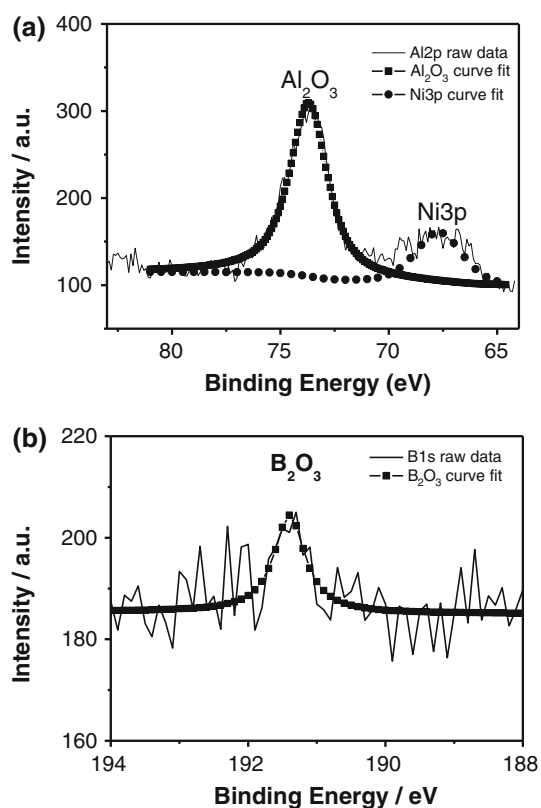 (a)
400
300
200
100
Intensity / a.u.
Al2p raw data
Al₂O₃ curve fit
Ni3p curve fit
Al₂O₃
Ni3p
80
75
70
65
Binding Energy (eV)
(b)
220
200
180
160
Intensity / a.u.
B₂O₃
B1s raw data
B₂O₃ curve fit
194
192
190
188
Binding Energy / eV